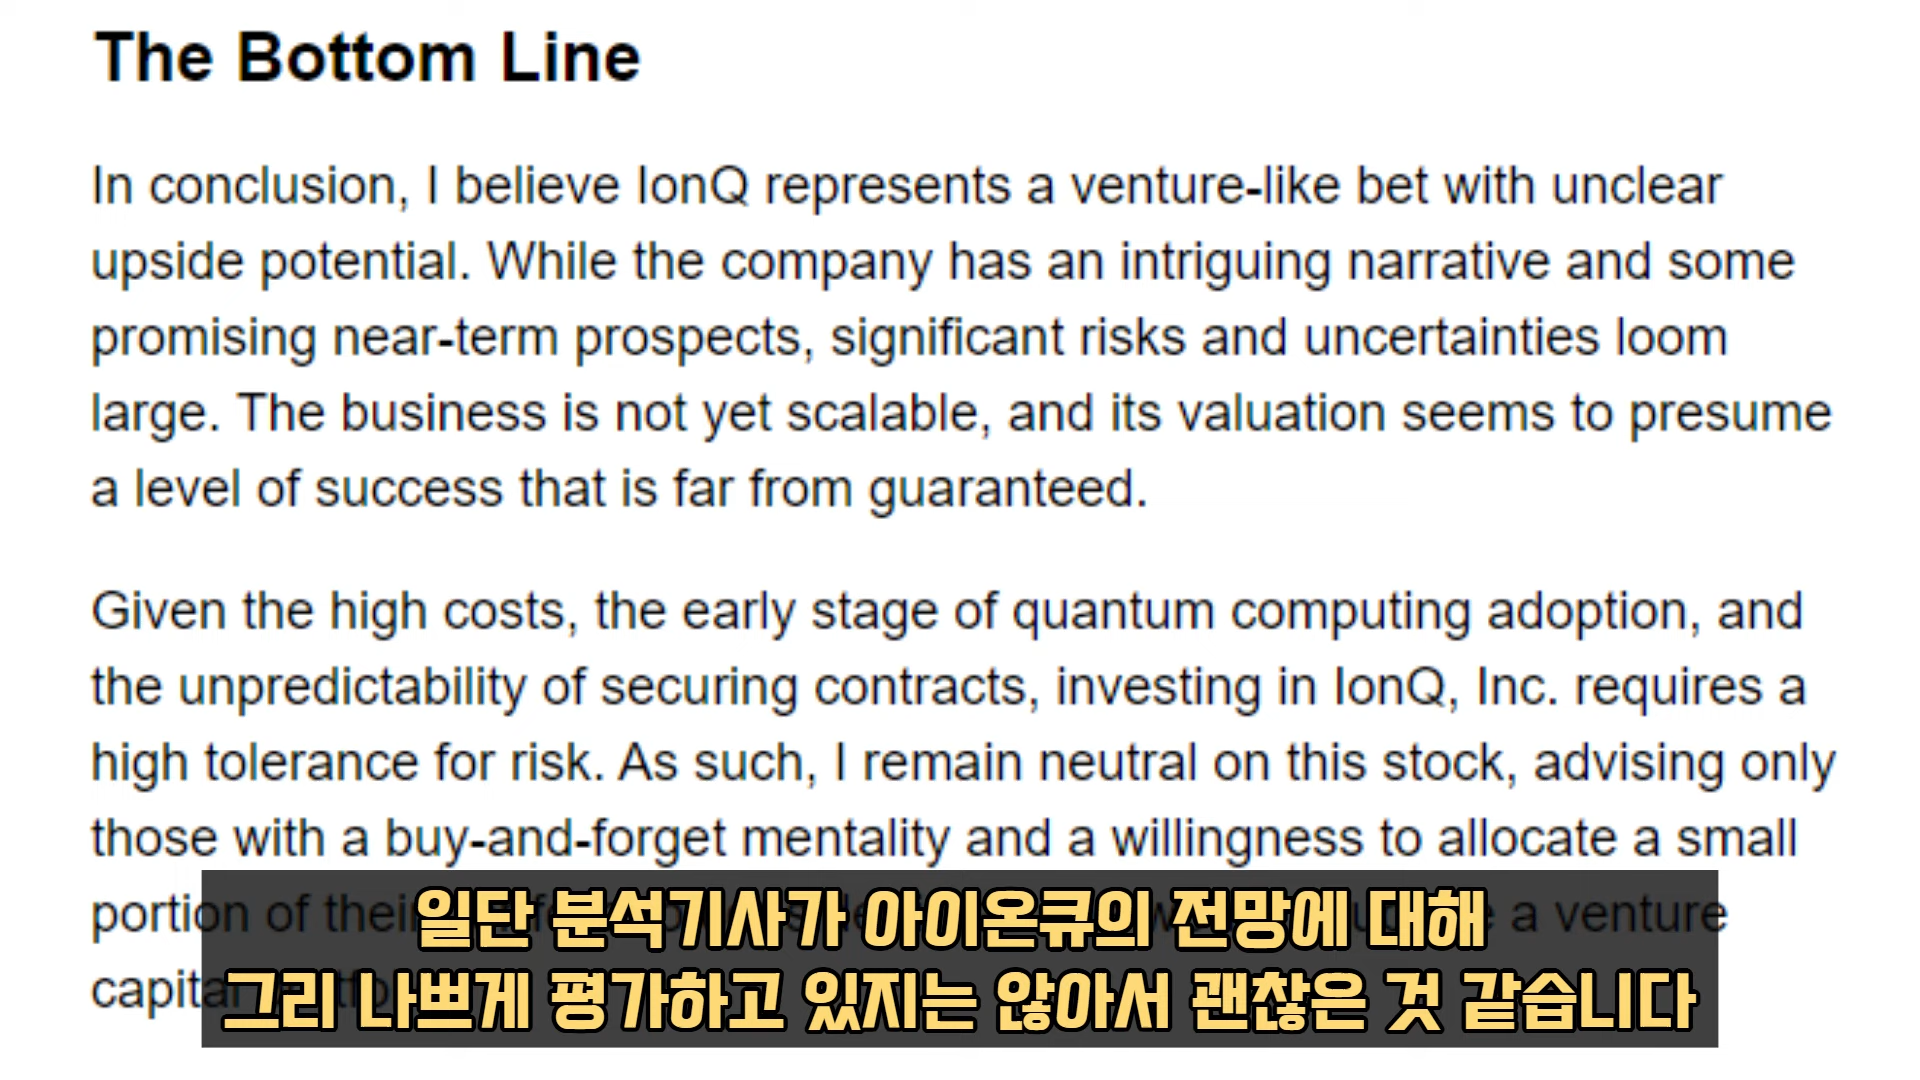 The Bottom Line
In conclusion, I believe IonQ represents a venture-like bet with unclear
upside potential. While the company has an intriguing narrative and some
promising near-term prospects, significant risks and uncertainties loom
large. The business is not yet scalable, and its valuation seems to presume
a level of success that is far from guaranteed.
Given the high costs, the early stage of quantum computing adoption, and
the unpredictability of securing contracts, investing in IonQ, Inc. requires a
high tolerance for risk. As such, I remain neutral on this stock, advising only
those with a buy-and-forget mentality and a willingness to allocate a small
portion of their a venture
일단 분석기사가 아이온큐의 전망에 대해
그리 나쁘게 평가하고 있지는 않아서 괜찮은 것 같습니다